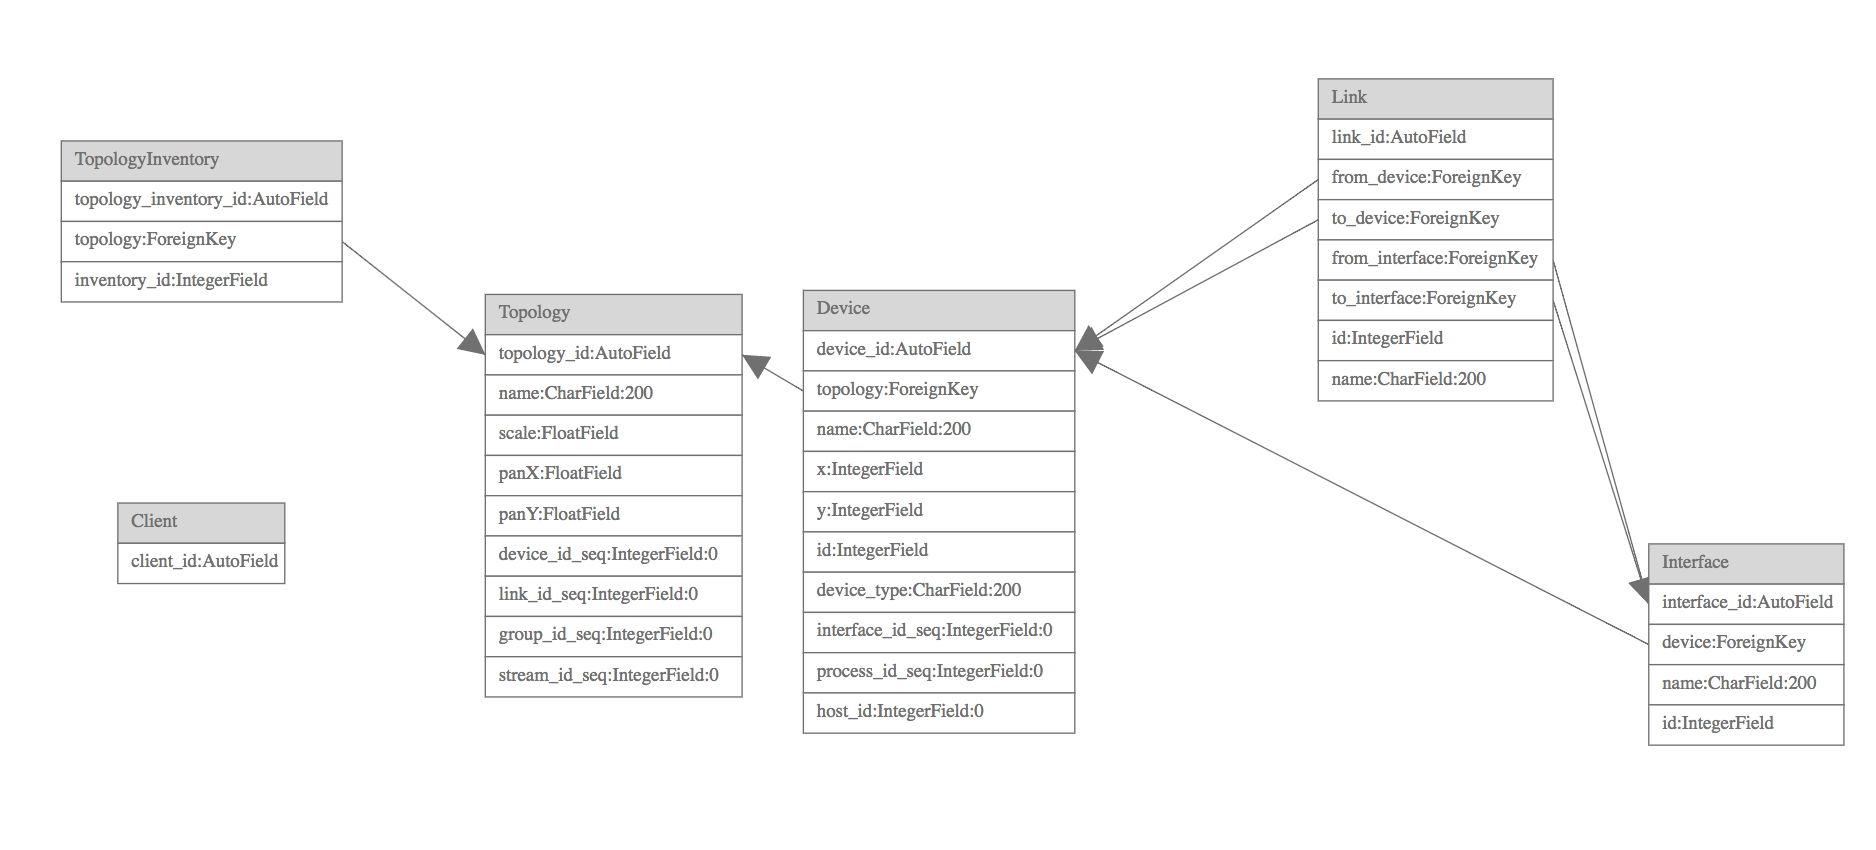 TopologyInventory
topology_inventory_id:AutoField
topology:ForeignKey
inventory_id:IntegerField
Client
client_id:AutoField
Topology
topology_id:AutoField
name:CharField:200
scale:FloatField
panX:FloatField
panY:FloatField
device_id_seq:IntegerField:0
link_id_seq:IntegerField:0
group_id_seq:IntegerField:0
stream_id_seq:IntegerField:0
Device
device_id:AutoField
topology:ForeignKey
name:CharField:200
x:IntegerField
y:IntegerField
id:IntegerField
device_type:CharField:200
interface_id_seq:IntegerField:0
process_id_seq:IntegerField:0
host_id:IntegerField:0
Link
link_id:AutoField
from_device:ForeignKey
to_device:ForeignKey
from_interface:ForeignKey
to_interface:ForeignKey
id:IntegerField
name:CharField:200
Interface
interface_id:AutoField
device:ForeignKey
name:CharField:200
id:IntegerField